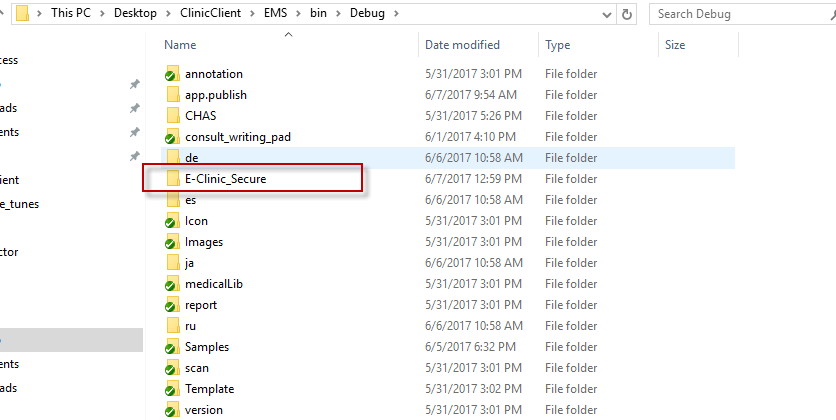 This PC > Desktop > ClinicClient > EMS > bin > Debug >
Search Debug
Name Date modified Type Size
cess
annotation 5/31/2017 3:01 PM File folder
app.publish 6/7/2017 9:54 AM File folder
ads
CHAS 5/31/2017 5:26 PM File folder
ents
consult_writing_pad 6/1/2017 4:10 PM File folder
de 6/6/2017 10:58 AM File folder
ient
E-Clinic_Secure 6/7/2017 12:59 PM File folder
e_tunes
es 6/6/2017 10:58 AM File folder
Icon 5/31/2017 3:01 PM File folder
Images 5/31/2017 3:01 PM File folder
ctor
ja 6/6/2017 10:58 AM File folder
medicalLib 5/31/2017 3:01 PM File folder
report 5/31/2017 3:01 PM File folder
ru 6/6/2017 10:58 AM File folder
Samples 6/5/2017 6:32 PM File folder
ents
scan 5/31/2017 3:01 PM File folder
ads
Template 5/31/2017 3:02 PM File folder
version 5/31/2017 3:01 PM File folder